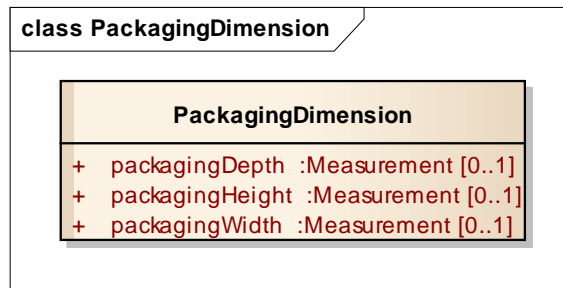 class PackagingDimension
PackagingDimension
+ packagingDepth :Measurement [0..1]
+ packagingHeight :Measurement [0..1]
+ packagingWidth :Measurement [0..1]